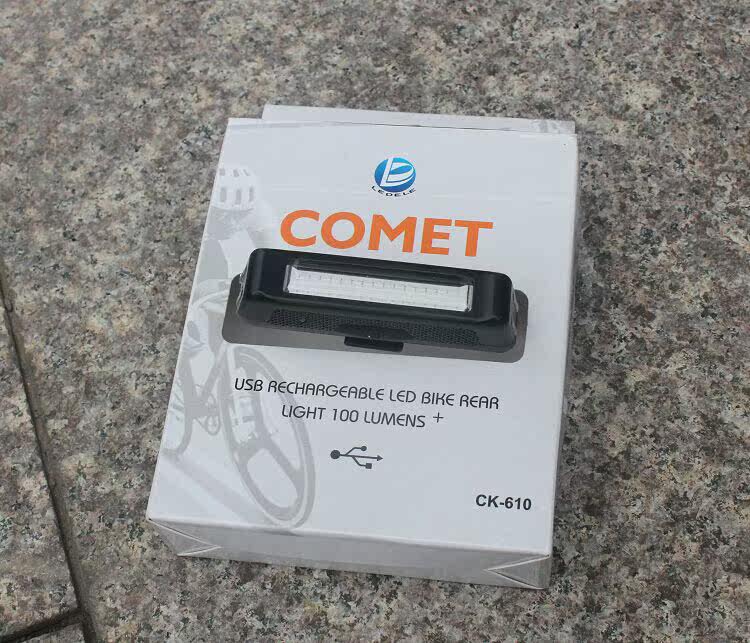 LEDELE
COMET
USB RECHARGEABLE LED BIKE REAR
LIGHT 100 LUMENS +
CK-610